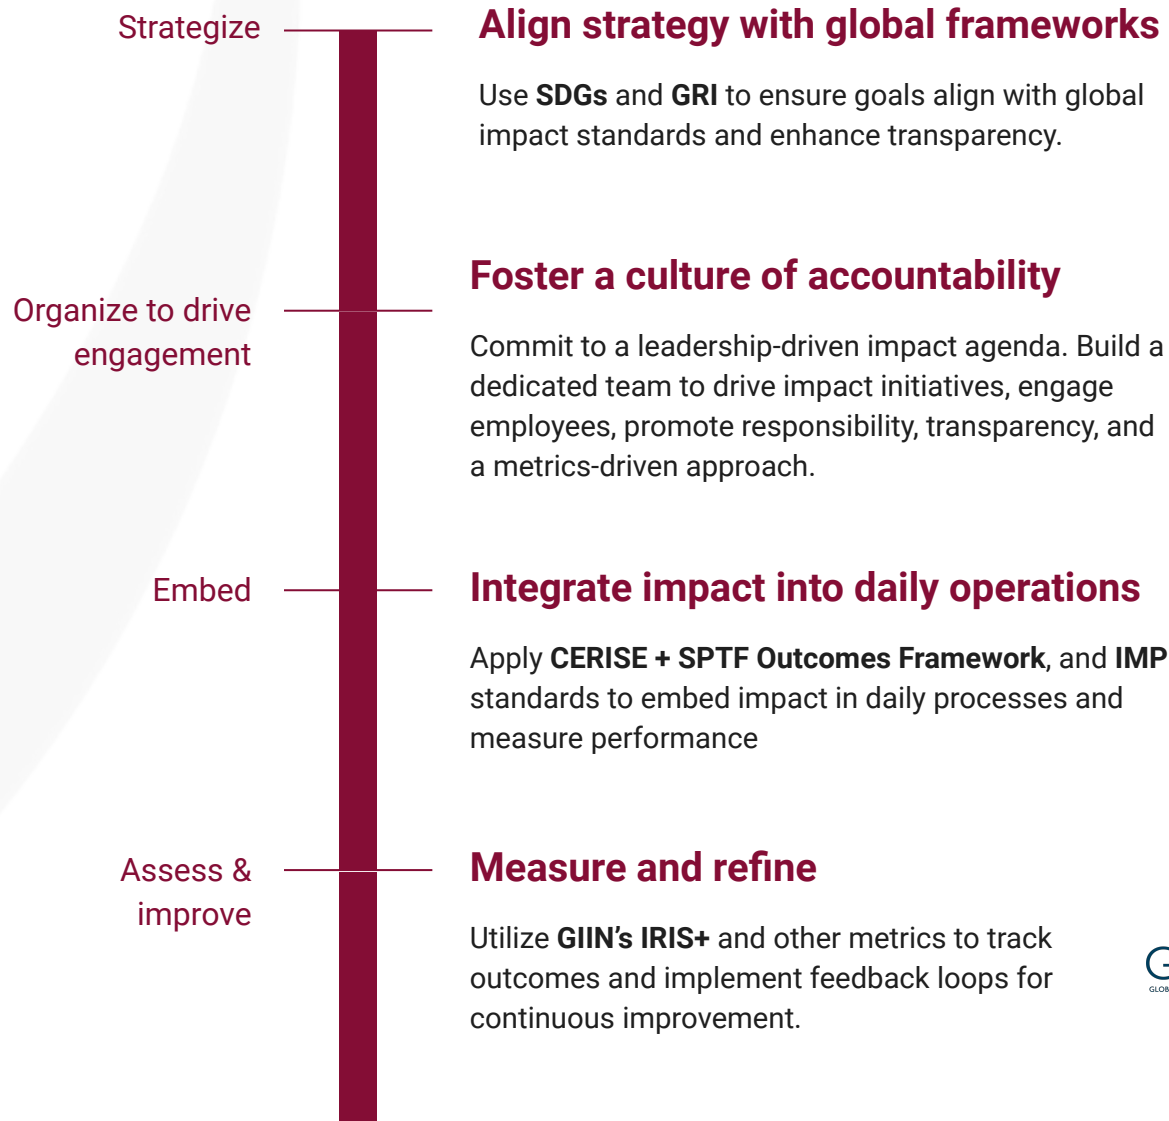 Strategize
Align strategy with global frameworks
Use SDGs and GRI to ensure goals align with global
impact standards and enhance transparency.
Organize to drive
engagement
Foster a culture of accountability
Commit to a leadership-driven impact agenda. Build a
dedicated team to drive impact initiatives, engage
employees, promote responsibility, transparency, and
a metrics-driven approach.
Embed
Integrate impact into daily operations
Apply CERISE + SPTF Outcomes Framework, and IMP
standards to embed impact in daily processes and
measure performance
Assess &
improve
Measure and refine
Utilize GIIN’s IRIS+ and other metrics to track
outcomes and implement feedback loops for
continuous improvement.